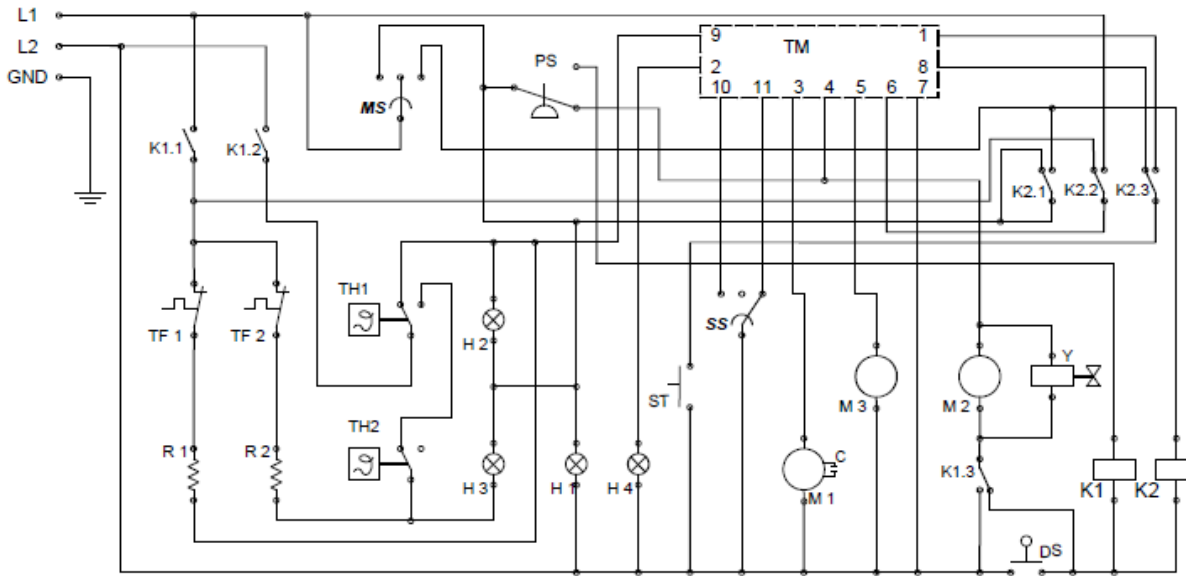 L1
L2
GND
9 TM 1
2 8
10 11 3 4 5 6 7
PS
MS
K1.1
K1.2
K2.1
K2.2
K2.3
TH1
SS
TF 1
TF 2
H 2
Y
ST
M 3
M 2
TH2
R 1
R 2
C
K1.3
H 3
H 1
H 4
K1
K2
M 1
DS